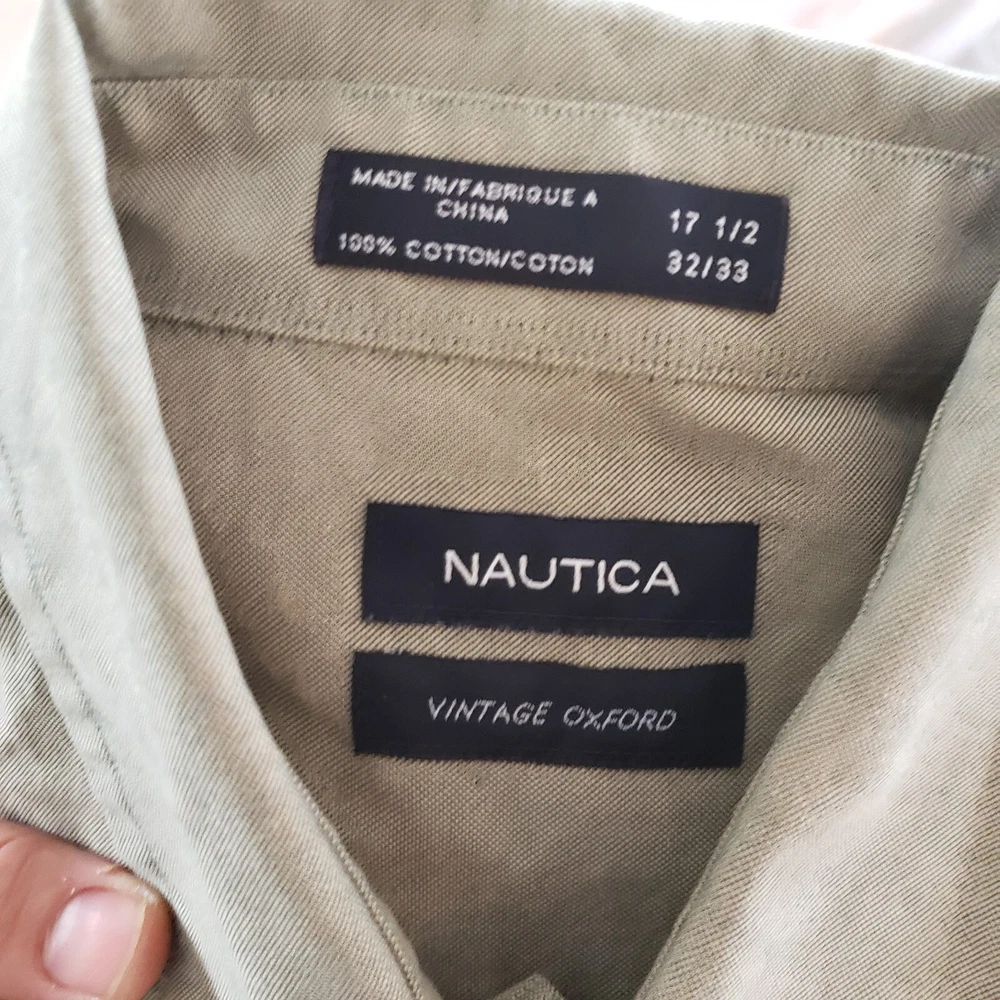 MADE IN/FABRIQUE A
CHINA
100% COTTON/COTON
17 1/2
32/33
NAUTICA
VINTAGE OXFORD